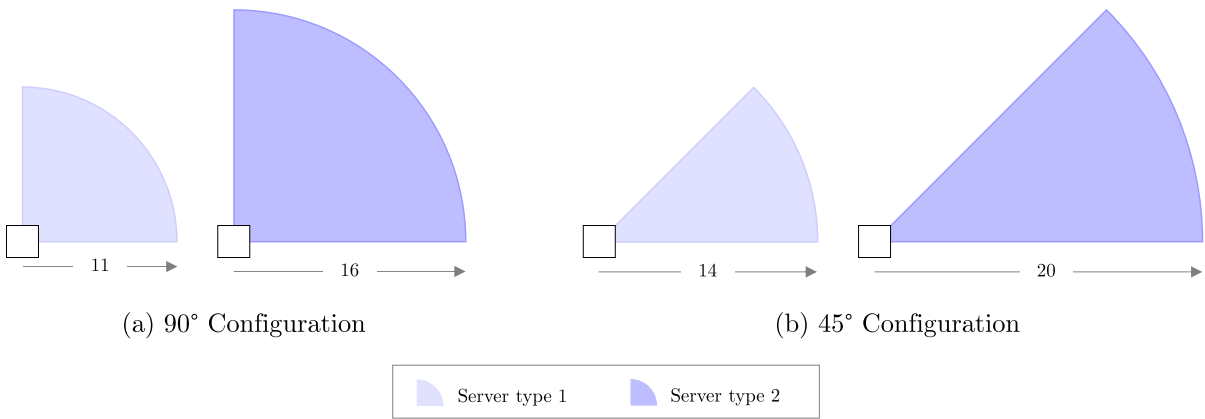 11
16
14
20
(a) 90° Configuration
(b) 45° Configuration
Server type 1
Server type 2